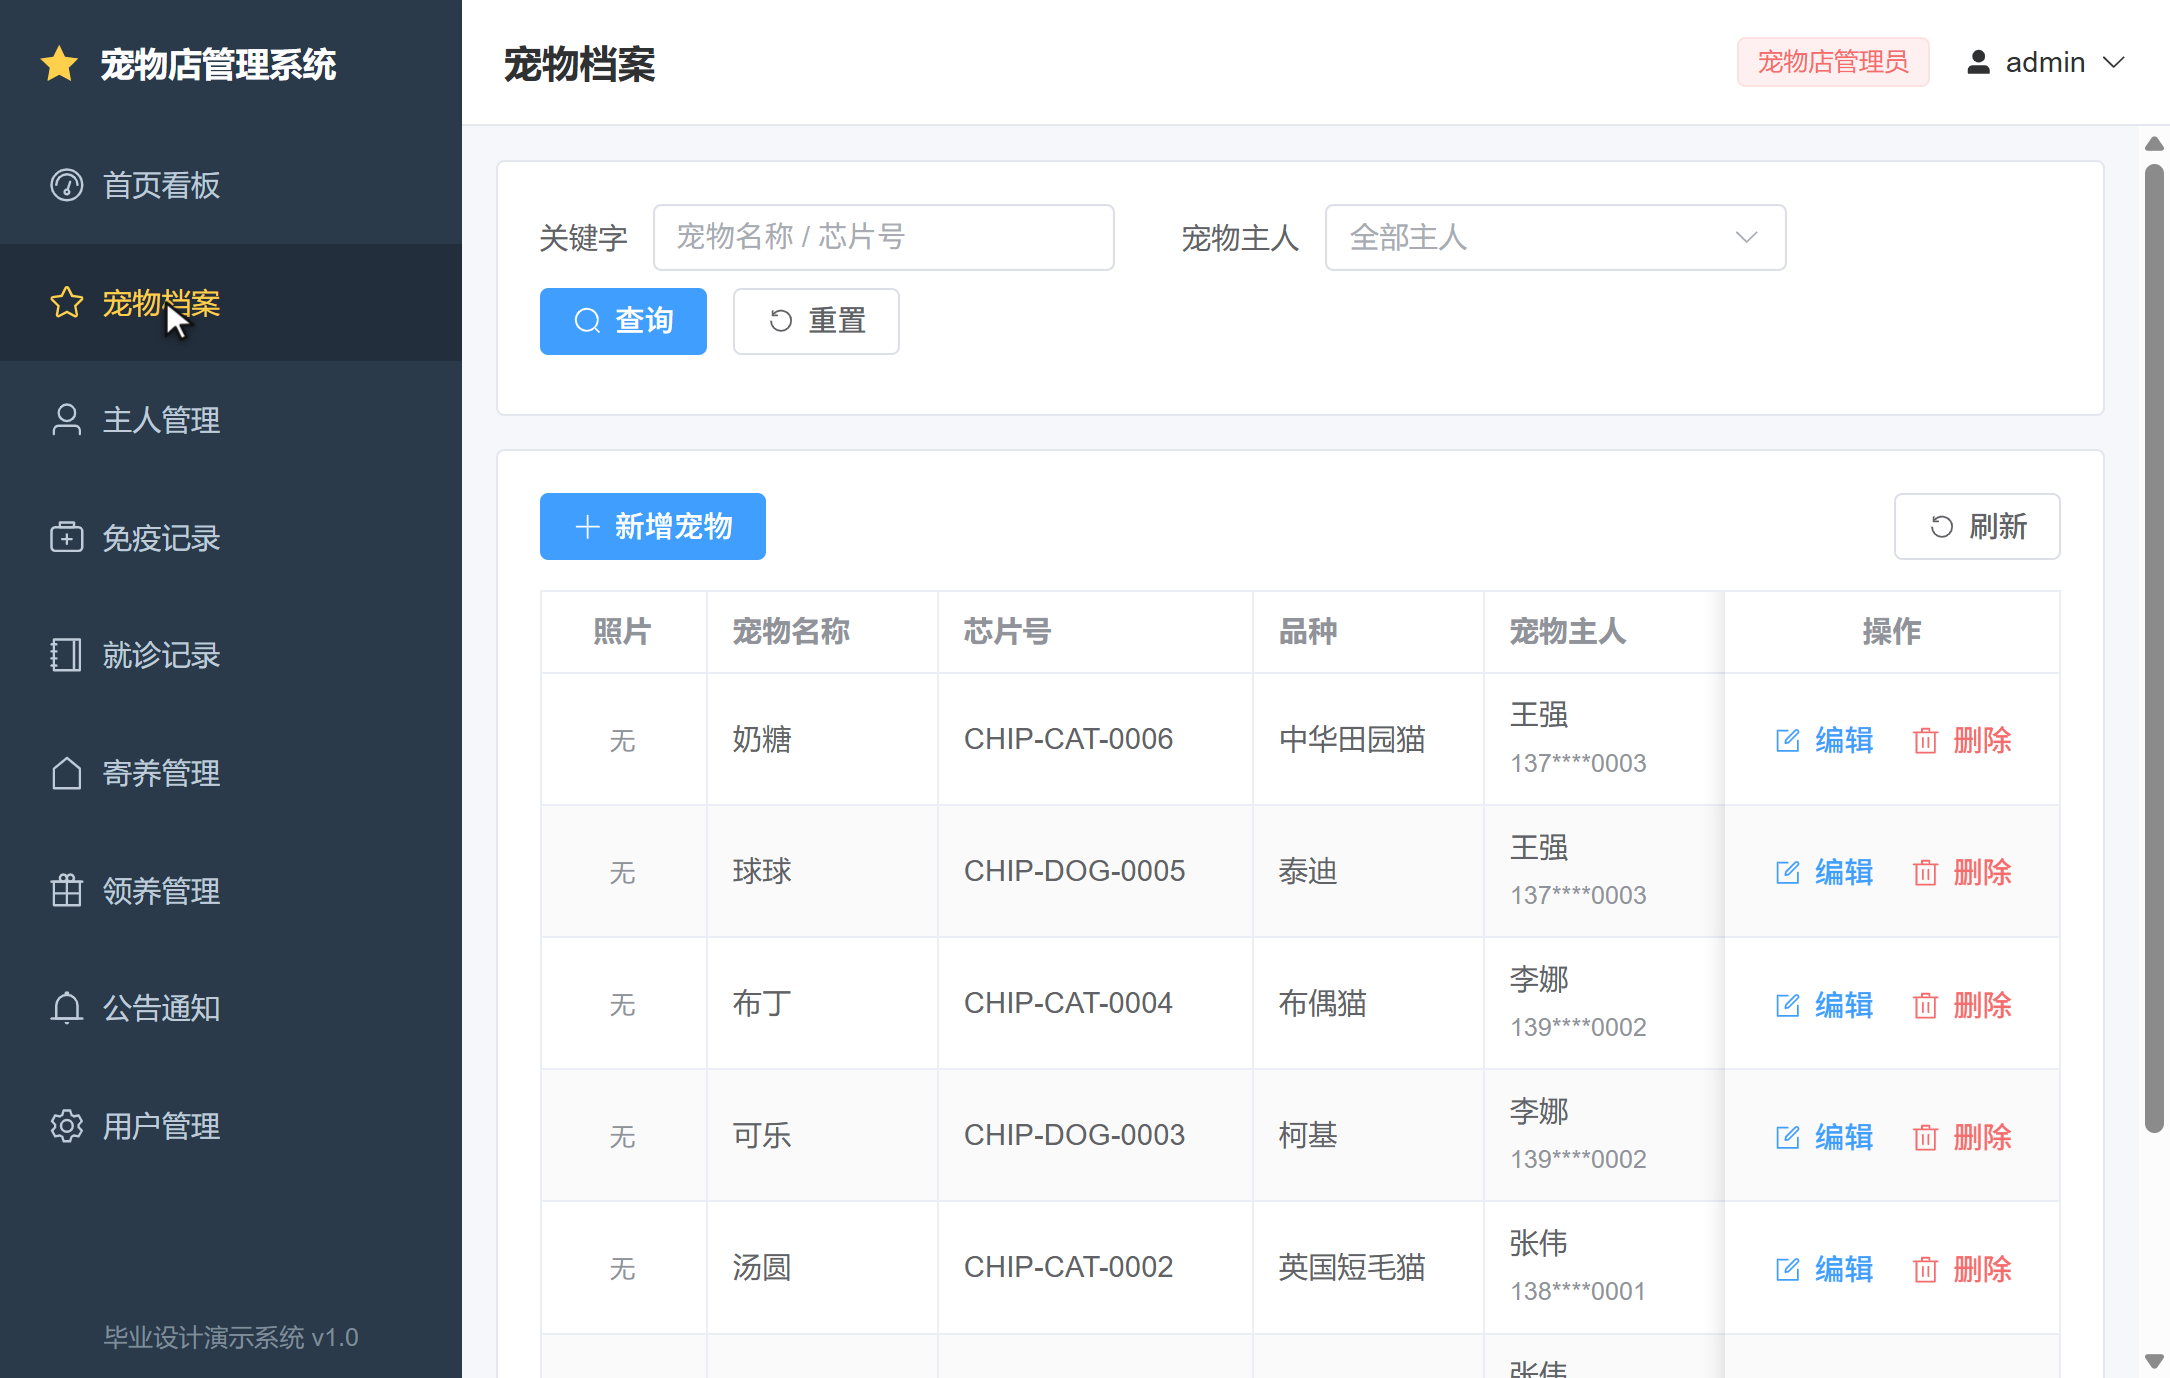 宠物店管理系统
首页看板
宠物档案
主人管理
免疫记录
就诊记录
寄养管理
领养管理
公告通知
用户管理
毕业设计演示系统 v1.0
宠物档案
宠物店管理员 admin
关键字 宠物名称 / 芯片号 宠物主人 全部主人
查询 重置
新增宠物 刷新
照片 宠物名称 芯片号 品种 宠物主人 操作
无 奶糖 CHIP-CAT-0006 中华田园猫 王强 137****0003 编辑 删除
无 球球 CHIP-DOG-0005 泰迪 王强 137****0003 编辑 删除
无 布丁 CHIP-CAT-0004 布偶猫 李娜 139****0002 编辑 删除
无 可乐 CHIP-DOG-0003 柯基 李娜 139****0002 编辑 删除
无 汤圆 CHIP-CAT-0002 英国短毛猫 张伟 138****0001 编辑 删除
张伟